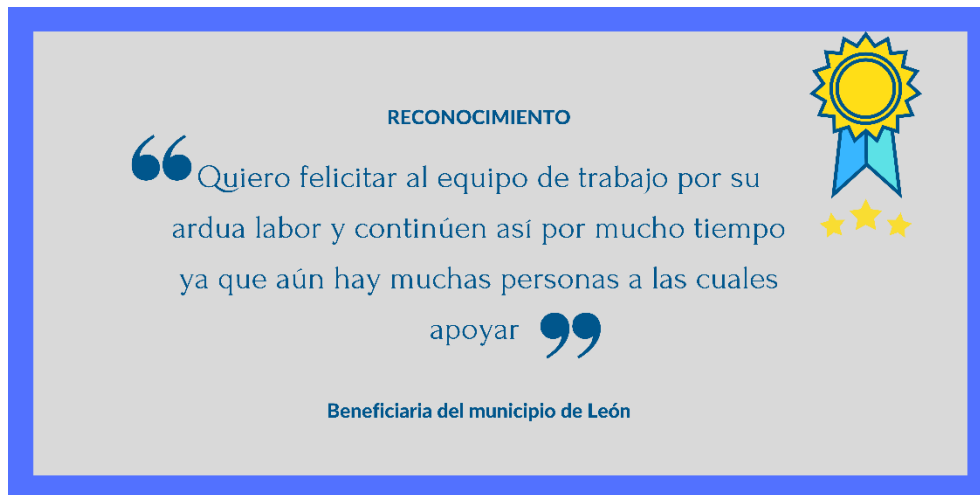 RECONOCIMIENTO
“Quiero felicitar al equipo de trabajo por su
ardua labor y continúen así por mucho tiempo
ya que aún hay muchas personas a las cuales
apoyar”
Beneficiaria del municipio de León